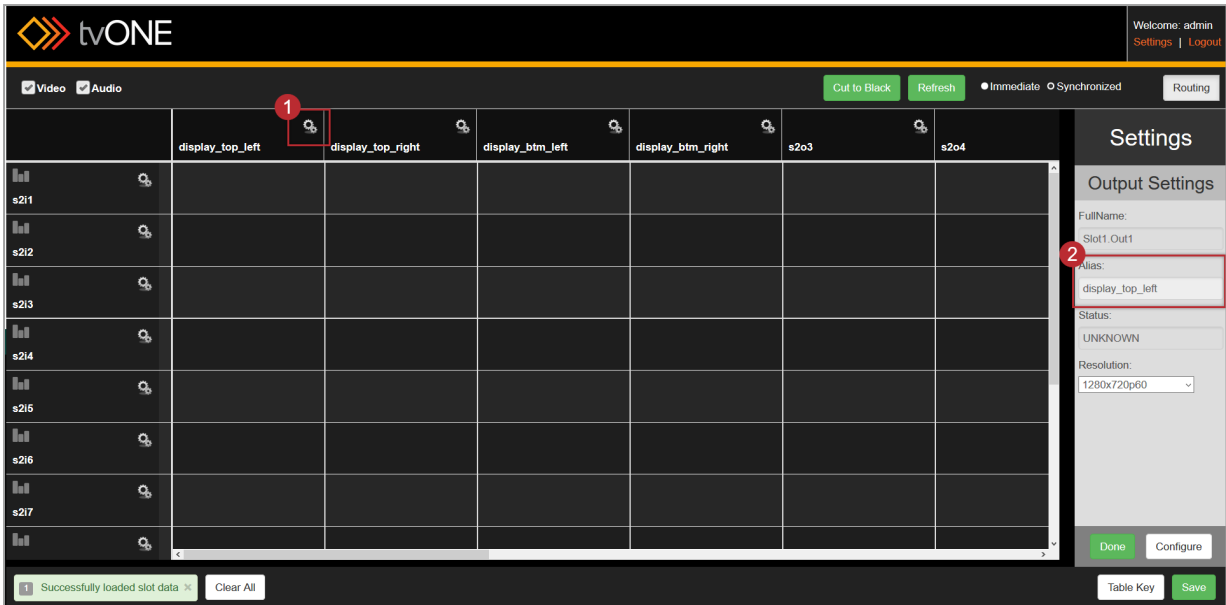 tvONE
Welcome: admin
Settings | Logout
Video Audio
Cut to Black
Refresh
Immediate Synchronized
Routing
1
display_top_left
display_top_right
display_btm_left
display_btm_right
s2o3
s2o4
Settings
Output Settings
s2i1
s2i2
s2i3
s2i4
s2i5
s2i6
s2i7
FullName:
Slot1.Out1
2
Alias:
display_top_left
Status:
UNKNOWN
Resolution:
1280x720p60
Done
Configure
1 Successfully loaded slot data ×
Clear All
Table Key
Save